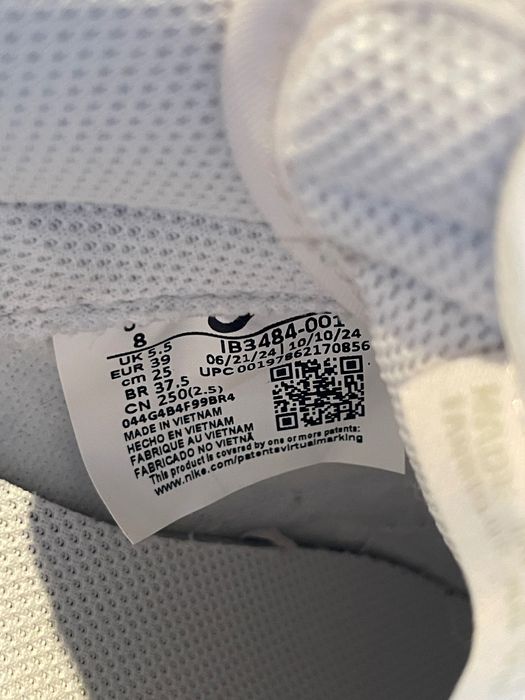 8
UK 5.5
EUR 39
cm 25
BR 37.5
CN 250(2.5)
044G4B4F99BR4
IB3484-001
06/21/24 | 10/10/24
UPC 00197862170856
MADE IN VIETNAM
HECHO EN VIETNAM
FABRIQUE AU VIETNAM
FABRICADO NO VIETNÃ
This product is covered by one or more patents:
www.nike.com/patentsvirtualmarking